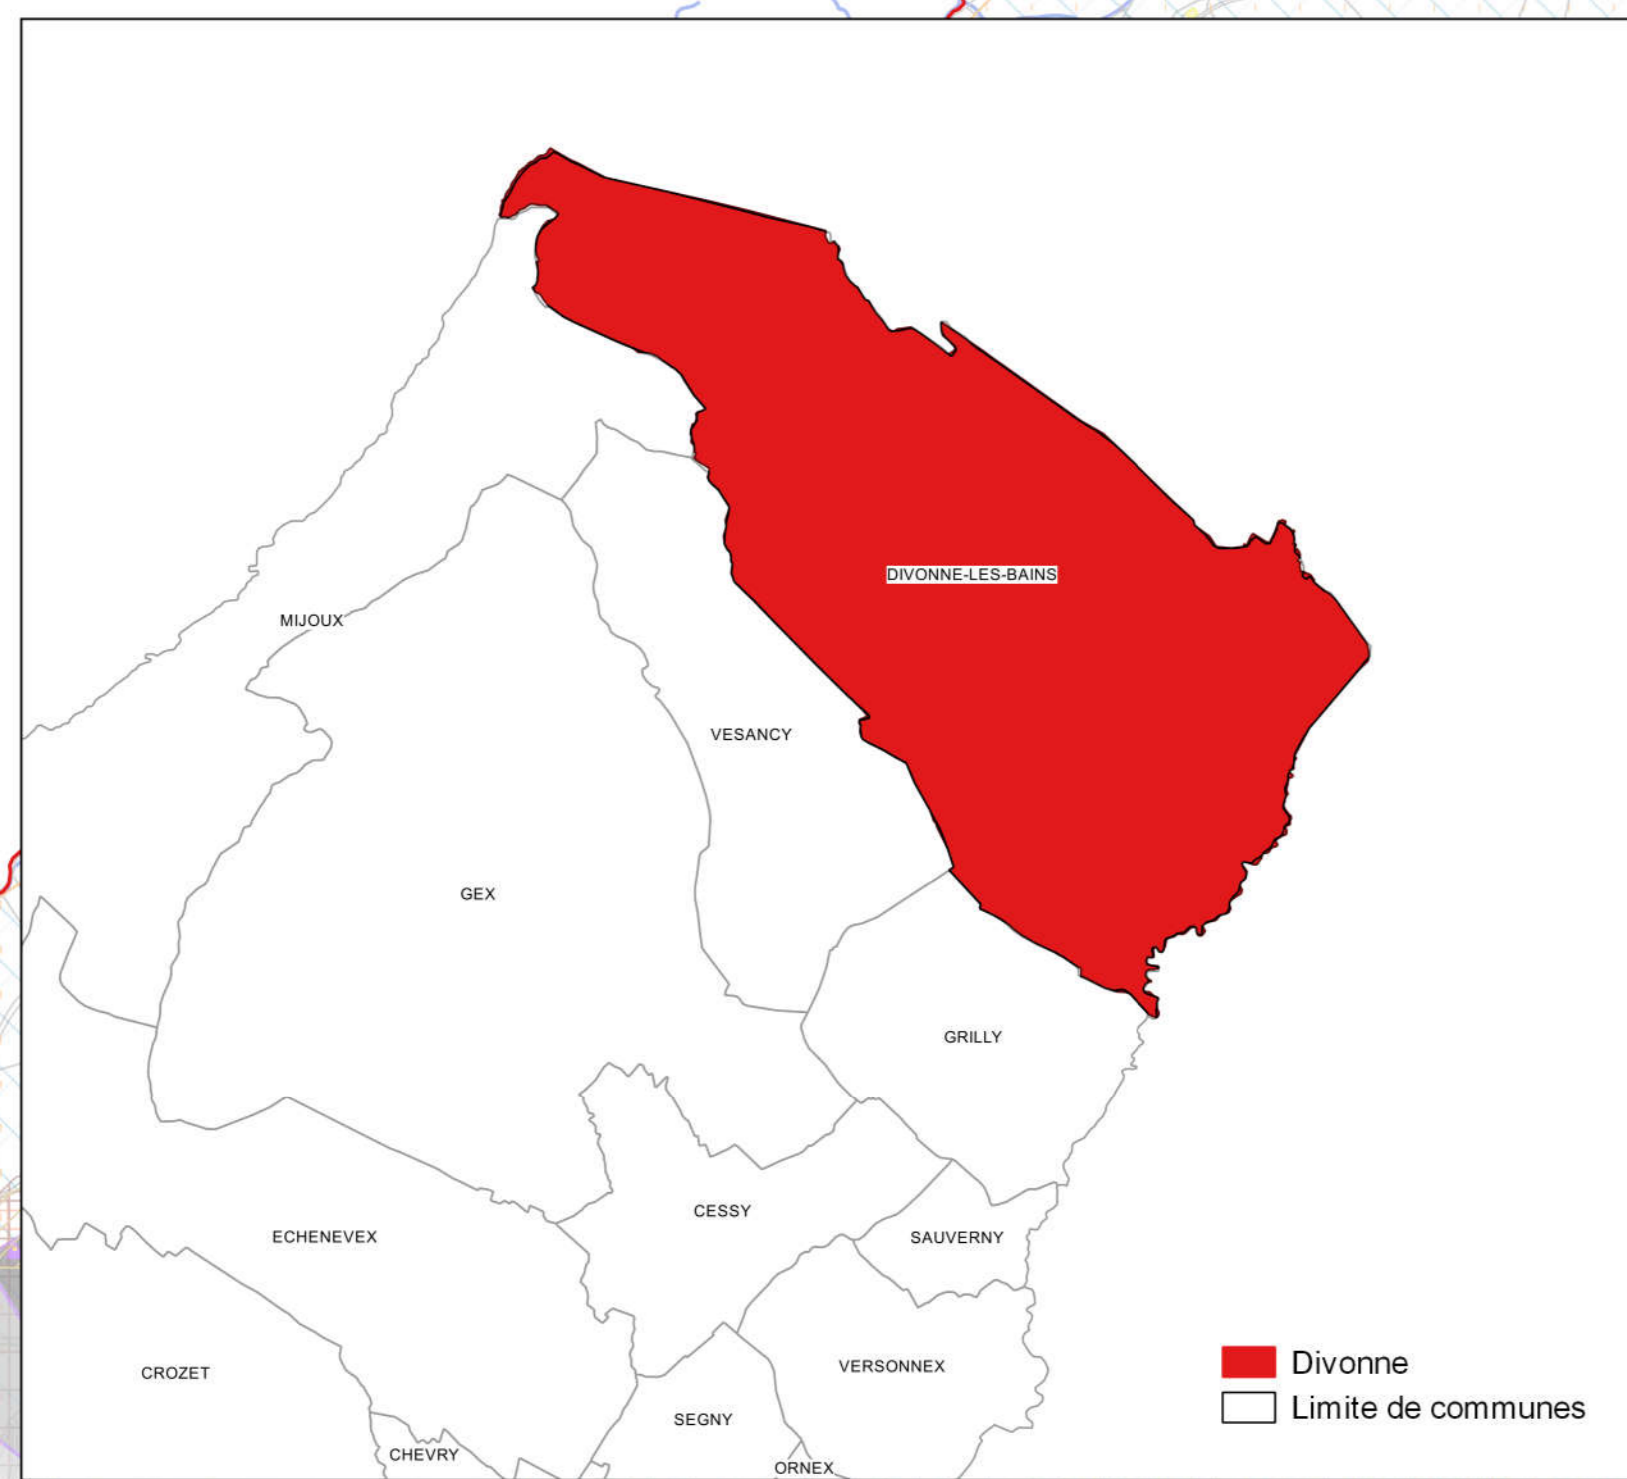 DIVONNE-LES-BAINS
MIJOUX
VESANCY
GEX
GRILLY
CESSY
ECHENEVEX
SAUVERNY
CROZET
VERSONNEX
SEGNY
CHEVRY
ORNEX
Divonne
Limite de communes